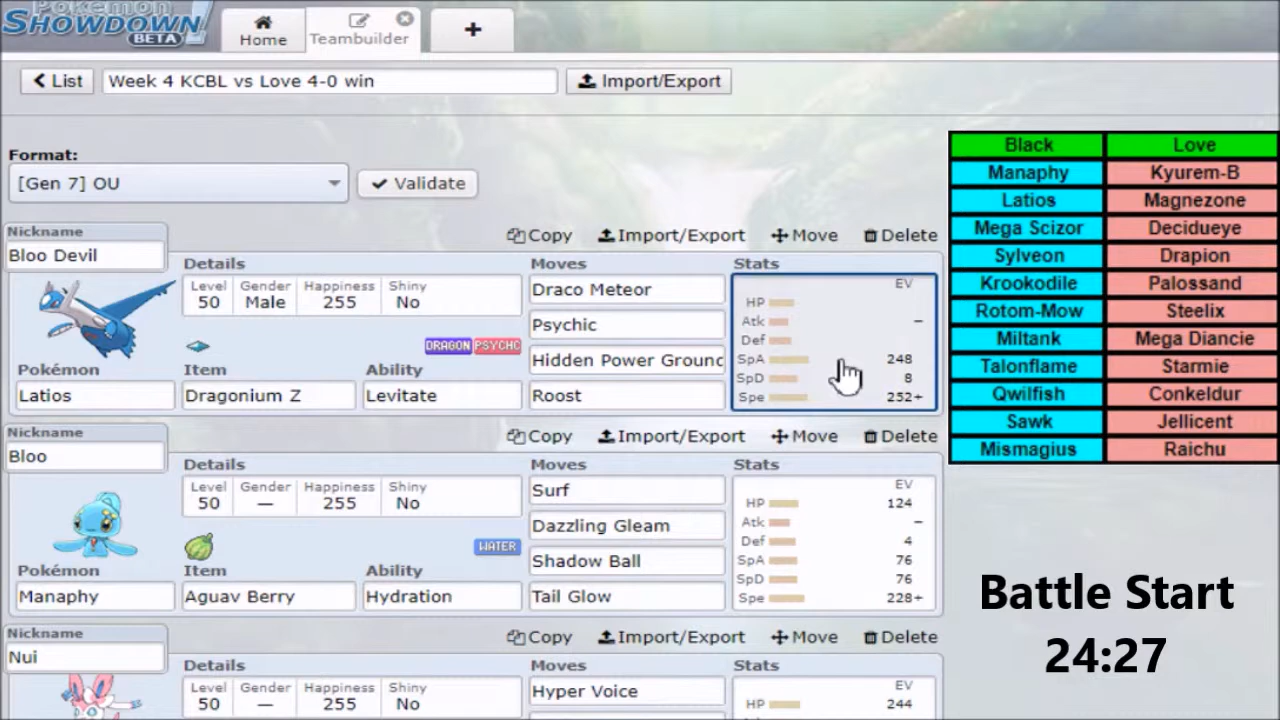 Pokémon
SHOWDOWN!
BETA
Home
Teambuilder
+
List
Week 4 KCBL vs Love 4-0 win
Import/Export
Format:
[Gen 7] OU
Validate
Nickname
Bloo Devil
Copy
Import/Export
Move
Delete
Details
Moves
Stats
Level
50
Gender
Male
Happiness
255
Shiny
No
DRAGON
PSYCHC
Pokémon
Latios
Item
Dragonium Z
Ability
Levitate
Draco Meteor
Psychic
Hidden Power Ground
Roost
EV
HP
Atk –
Def
SpA 248
SpD 8
Spe 252+
Nickname
Bloo
Copy
Import/Export
Move
Delete
Details
Moves
Stats
Level
50
Gender
—
Happiness
255
Shiny
No
WATER
Pokémon
Manaphy
Item
Aguav Berry
Ability
Hydration
Surf
Dazzling Gleam
Shadow Ball
Tail Glow
EV
HP 124
Atk –
Def 4
SpA 76
SpD 76
Spe 228+
Nickname
Nui
Copy
Import/Export
Move
Delete
Details
Moves
Stats
Level
50
Gender
—
Happiness
255
Shiny
No
Hyper Voice
EV
HP 244
Black Love
Manaphy Kyurem-B
Latios Magnezone
Mega Scizor Decidueye
Sylveon Drapion
Krookodile Palossand
Rotom-Mow Steelix
Miltank Mega Diancie
Talonflame Starmie
Qwilfish Conkeldur
Sawk Jellicent
Mismagius Raichu
Battle Start
24:27